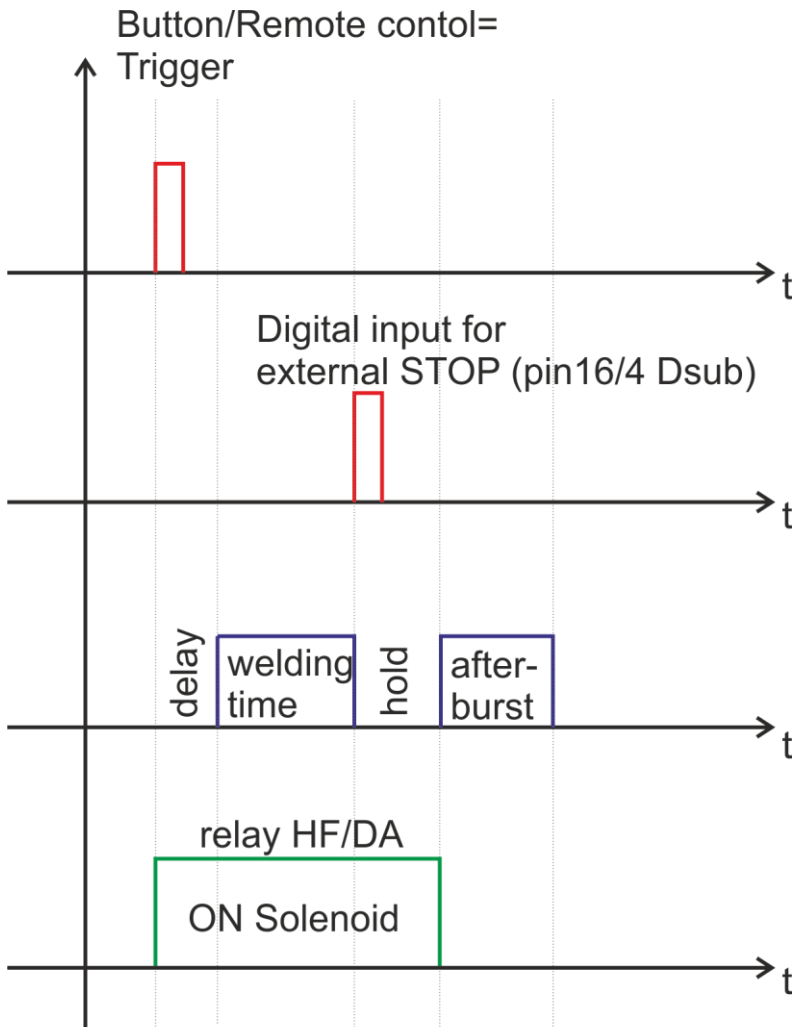 Button/Remote contol=
Trigger
t
Digital input for
external STOP (pin16/4 Dsub)
t
delay
welding
time
hold
after-
burst
t
relay HF/DA
ON Solenoid
t